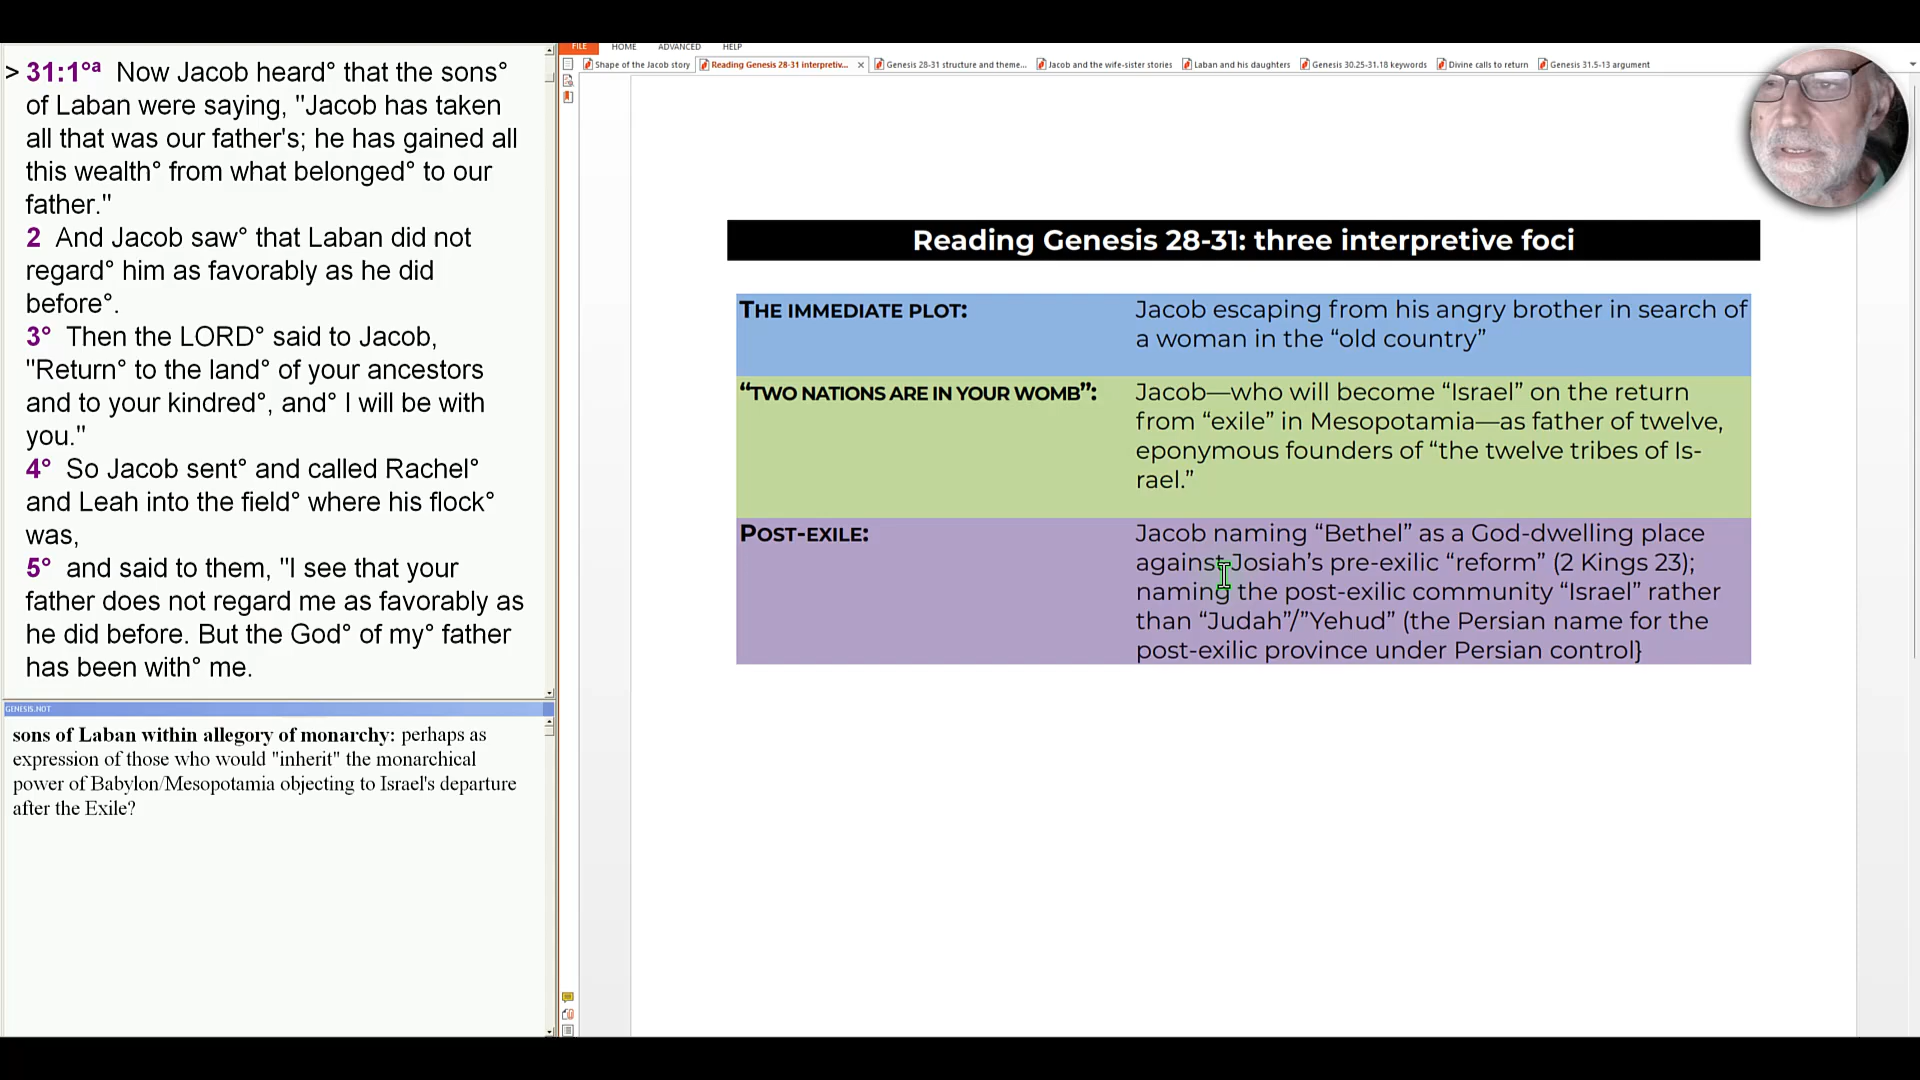 > 31:1°ª Now Jacob heard° that the sons°
of Laban were saying, "Jacob has taken
all that was our father's; he has gained all
this wealth° from what belonged° to our
father."
2 And Jacob saw° that Laban did not
regard° him as favorably as he did
before°.
3° Then the LORD° said to Jacob,
"Return° to the land° of your ancestors
and to your kindred°, and° I will be with
you."
4° So Jacob sent° and called Rachel°
and Leah into the field° where his flock°
was,
5° and said to them, "I see that your
father does not regard me as favorably as
he did before. But the God° of my° father
has been with° me.
GENESIS.NOT
sons of Laban within allegory of monarchy: perhaps as
expression of those who would "inherit" the monarchical
power of Babylon/Mesopotamia objecting to Israel's departure
after the Exile?
FILE HOME ADVANCED HELP
Shape of the Jacob story Reading Genesis 28-31 interpretiv... × Genesis 28-31 structure and theme... Jacob and the wife-sister stories Laban and his daughters Genesis 30.25-31.18 keywords Divine calls to return Genesis 31.5-13 argument
Reading Genesis 28-31: three interpretive foci
THE IMMEDIATE PLOT: Jacob escaping from his angry brother in search of
a woman in the “old country”
“TWO NATIONS ARE IN YOUR WOMB”: Jacob—who will become “Israel” on the return
from “exile” in Mesopotamia—as father of twelve,
eponymous founders of “the twelve tribes of Is-
rael.”
POST-EXILE: Jacob naming “Bethel” as a God-dwelling place
against Josiah’s pre-exilic “reform” (2 Kings 23);
naming the post-exilic community “Israel” rather
than “Judah”/”Yehud” (the Persian name for the
post-exilic province under Persian control}